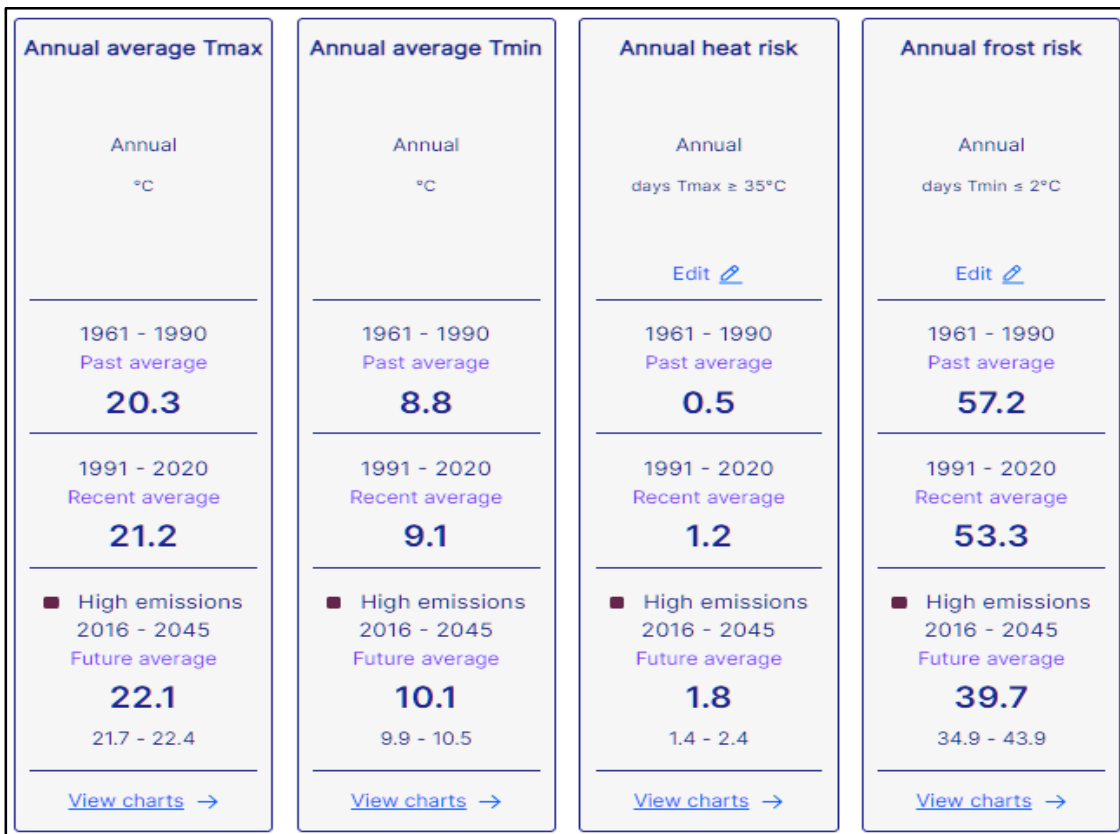 Annual average Tmax
Annual
°C
1961 - 1990
Past average
20.3
1991 - 2020
Recent average
21.2
High emissions
2016 - 2045
Future average
22.1
21.7 - 22.4
View charts →
Annual average Tmin
Annual
°C
1961 - 1990
Past average
8.8
1991 - 2020
Recent average
9.1
High emissions
2016 - 2045
Future average
10.1
9.9 - 10.5
View charts →
Annual heat risk
Annual
days Tmax ≥ 35°C
Edit
1961 - 1990
Past average
0.5
1991 - 2020
Recent average
1.2
High emissions
2016 - 2045
Future average
1.8
1.4 - 2.4
View charts →
Annual frost risk
Annual
days Tmin ≤ 2°C
Edit
1961 - 1990
Past average
57.2
1991 - 2020
Recent average
53.3
High emissions
2016 - 2045
Future average
39.7
34.9 - 43.9
View charts →